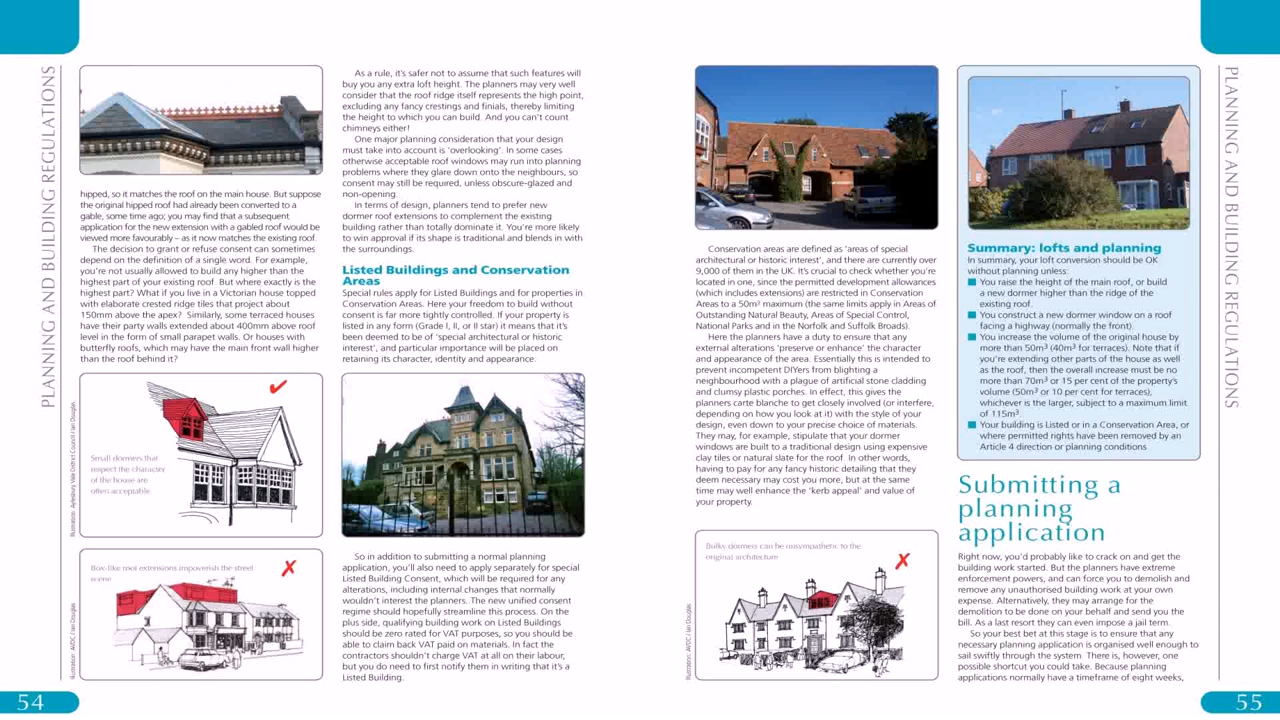 PLANNING AND BUILDING REGULATIONS
hipped, so it matches the roof on the main house. But suppose
the original hipped roof had already been converted to a
gable, some time ago; you may find that a subsequent
application for the new extension with a gabled roof would be
viewed more favourably – as it now matches the existing roof.
The decision to grant or refuse consent can sometimes
depend on the definition of a single word. For example,
you're not usually allowed to build any higher than the
highest part of your existing roof. But where exactly is the
highest part? What if you live in a Victorian house topped
with elaborate crested ridge tiles that project about
150mm above the apex? Similarly, some terraced houses
have their party walls extended about 400mm above roof
level in the form of small parapet walls. Or houses with
butterfly roofs, which may have the main front wall higher
than the roof behind it?
Illustration: Aylesbury Vale District Council / Ian Douglas
Small dormers that
respect the character
of the house are
often acceptable
Illustration: AVDC / Ian Douglas
Box-like roof extensions impoverish the street
scene
54
As a rule, it's safer not to assume that such features will
buy you any extra loft height. The planners may very well
consider that the roof ridge itself represents the high point,
excluding any fancy crestings and finials, thereby limiting
the height to which you can build. And you can't count
chimneys either!
One major planning consideration that your design
must take into account is 'overlooking'. In some cases
otherwise acceptable roof windows may run into planning
problems where they glare down onto the neighbours, so
consent may still be required, unless obscure-glazed and
non-opening.
In terms of design, planners tend to prefer new
dormer roof extensions to complement the existing
building rather than totally dominate it. You're more likely
to win approval if its shape is traditional and blends in with
the surroundings.
Listed Buildings and Conservation
Areas
Special rules apply for Listed Buildings and for properties in
Conservation Areas. Here your freedom to build without
consent is far more tightly controlled. If your property is
listed in any form (Grade I, II, or II star) it means that it's
been deemed to be of 'special architectural or historic
interest', and particular importance will be placed on
retaining its character, identity and appearance.
So in addition to submitting a normal planning
application, you'll also need to apply separately for special
Listed Building Consent, which will be required for any
alterations, including internal changes that normally
wouldn't interest the planners. The new unified consent
regime should hopefully streamline this process. On the
plus side, qualifying building work on Listed Buildings
should be zero rated for VAT purposes, so you should be
able to claim back VAT paid on materials. In fact the
contractors shouldn't charge VAT at all on their labour,
but you do need to first notify them in writing that it's a
Listed Building.
Conservation areas are defined as 'areas of special
architectural or historic interest', and there are currently over
9,000 of them in the UK. It's crucial to check whether you're
located in one, since the permitted development allowances
(which includes extensions) are restricted in Conservation
Areas to a 50m³ maximum (the same limits apply in Areas of
Outstanding Natural Beauty, Areas of Special Control,
National Parks and in the Norfolk and Suffolk Broads).
Here the planners have a duty to ensure that any
external alterations 'preserve or enhance' the character
and appearance of the area. Essentially this is intended to
prevent incompetent DIYers from blighting a
neighbourhood with a plague of artificial stone cladding
and clumsy plastic porches. In effect, this gives the
planners carte blanche to get closely involved (or interfere,
depending on how you look at it) with the style of your
design, even down to your precise choice of materials.
They may, for example, stipulate that your dormer
windows are built to a traditional design using expensive
clay tiles or natural slate for the roof. In other words,
having to pay for any fancy historic detailing that they
deem necessary may cost you more, but at the same
time may well enhance the 'kerb appeal' and value of
your property.
Illustration: AVDC / Ian Douglas
Bulky dormers can be unsympathetic to the
original architecture
Summary: lofts and planning
In summary, your loft conversion should be OK
without planning unless:
■ You raise the height of the main roof, or build
a new dormer higher than the ridge of the
existing roof.
■ You construct a new dormer window on a roof
facing a highway (normally the front).
■ You increase the volume of the original house by
more than 50m³ (40m³ for terraces). Note that if
you're extending other parts of the house as well
as the roof, then the overall increase must be no
more than 70m³ or 15 per cent of the property's
volume (50m³ or 10 per cent for terraces),
whichever is the larger, subject to a maximum limit
of 115m³.
■ Your building is Listed or in a Conservation Area, or
where permitted rights have been removed by an
Article 4 direction or planning conditions
Submitting a
planning
application
Right now, you'd probably like to crack on and get the
building work started. But the planners have extreme
enforcement powers, and can force you to demolish and
remove any unauthorised building work at your own
expense. Alternatively, they may arrange for the
demolition to be done on your behalf and send you the
bill. As a last resort they can even impose a jail term.
So your best bet at this stage is to ensure that any
necessary planning application is organised well enough to
sail swiftly through the system There is, however, one
possible shortcut you could take. Because planning
applications normally have a timeframe of eight weeks,
PLANNING AND BUILDING REGULATIONS
55